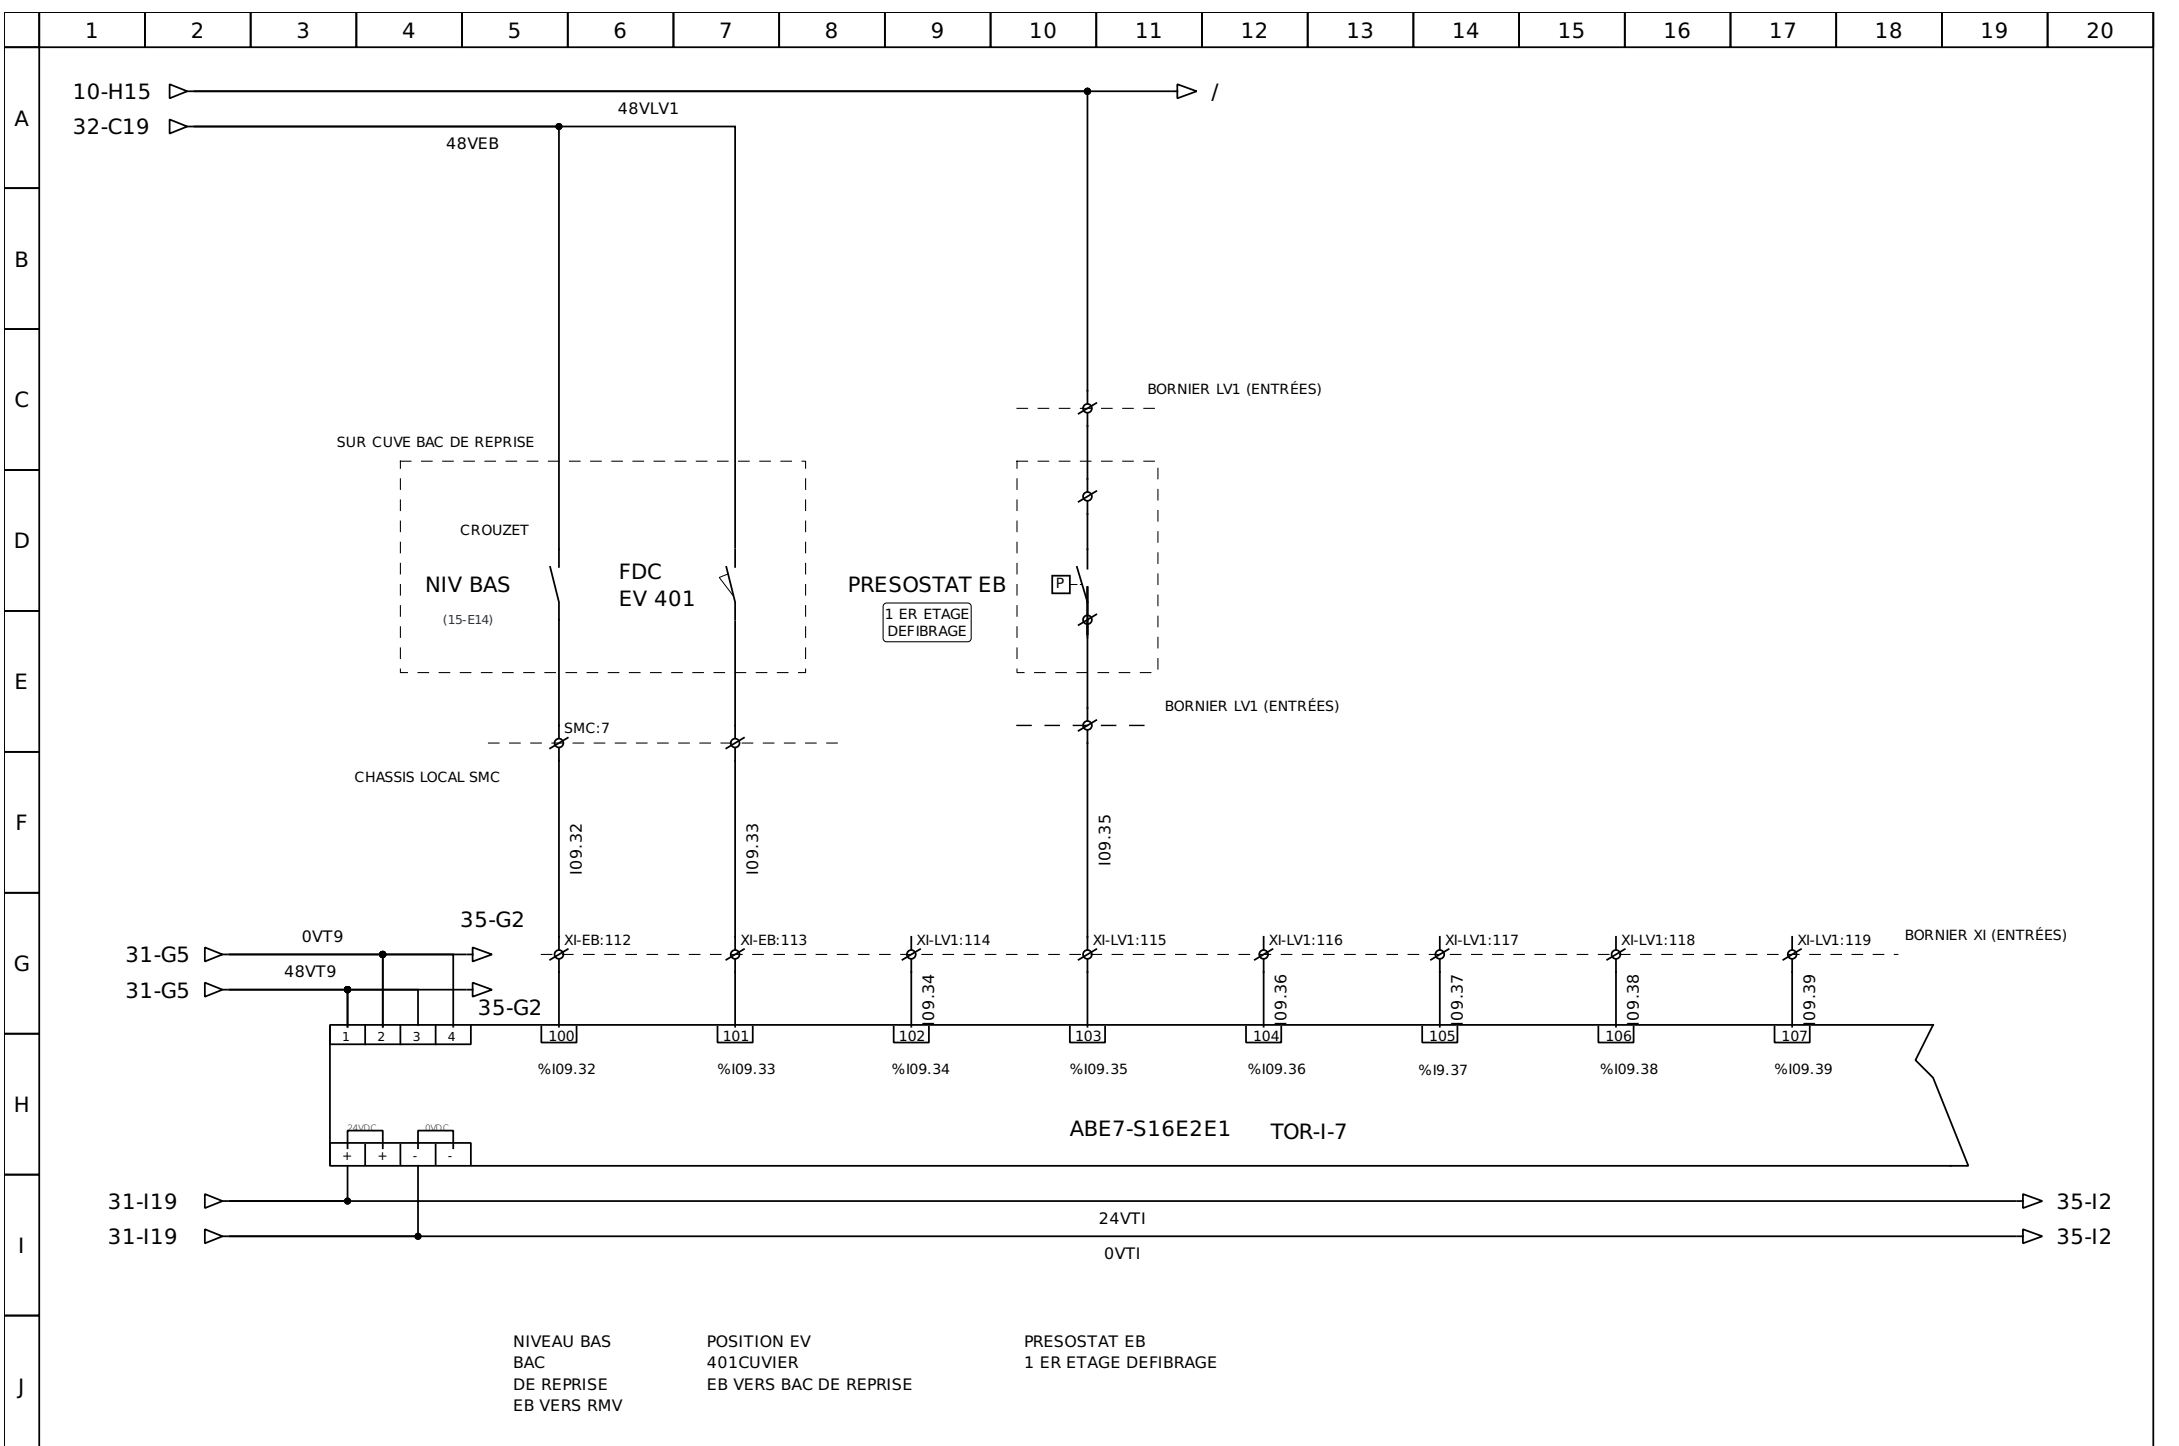 1 2 3 4 5 6 7 8 9 10 11 12 13 14 15 16 17 18 19 20
A
10-H15
/
48VLV1
32-C19
48VEB
B
C
BORNIER LV1 (ENTRÉES)
SUR CUVE BAC DE REPRISE
D
CROUZET
NIV BAS
(15-E14)
FDC
EV 401
PRESOSTAT EB
1 ER ETAGE
DEFIBRAGE
P
E
BORNIER LV1 (ENTRÉES)
SMC:7
CHASSIS LOCAL SMC
F
I09.32
I09.33
I09.35
G
35-G2
31-G5
0VT9
31-G5
48VT9
35-G2
XI-EB:112
XI-EB:113
XI-LV1:114
XI-LV1:115
XI-LV1:116
XI-LV1:117
XI-LV1:118
XI-LV1:119
BORNIER XI (ENTRÉES)
I09.34
I09.36
I09.37
I09.38
I09.39
H
1 2 3 4
100 101 102 103 104 105 106 107
%I09.32
%I09.33
%I09.34
%I09.35
%I09.36
%I9.37
%I09.38
%I09.39
ABE7-S16E2E1
TOR-I-7
24VDC
0VDC
+ + - -
I
31-I19
24VTI
35-I2
31-I19
0VTI
35-I2
J
NIVEAU BAS
BAC
DE REPRISE
EB VERS RMV
POSITION EV
401CUVIER
EB VERS BAC DE REPRISE
PRESOSTAT EB
1 ER ETAGE DEFIBRAGE